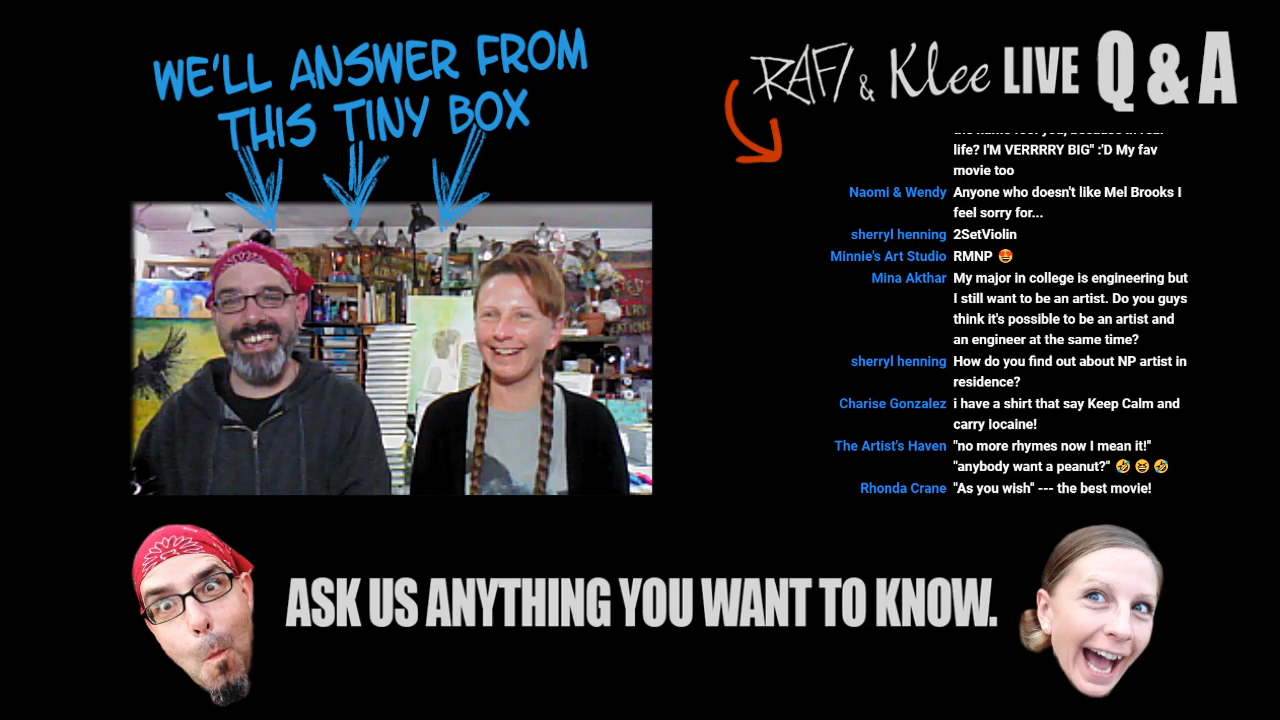 WE'LL ANSWER FROM
THIS TINY BOX
RAFI & Klee LIVE Q & A
life? I'M VERRRRY BIG" :'D My fav
movie too
Naomi & Wendy Anyone who doesn't like Mel Brooks I
feel sorry for...
sherryl henning 2SetViolin
Minnie's Art Studio RMNP 🤩
Mina Akthar My major in college is engineering but
I still want to be an artist. Do you guys
think it's possible to be an artist and
an engineer at the same time?
sherryl henning How do you find out about NP artist in
residence?
Charise Gonzalez i have a shirt that say Keep Calm and
carry Iocaine!
The Artist's Haven "no more rhymes now I mean it!"
"anybody want a peanut?" 🤣 😆 🤣
Rhonda Crane "As you wish" --- the best movie!
ASK US ANYTHING YOU WANT TO KNOW.